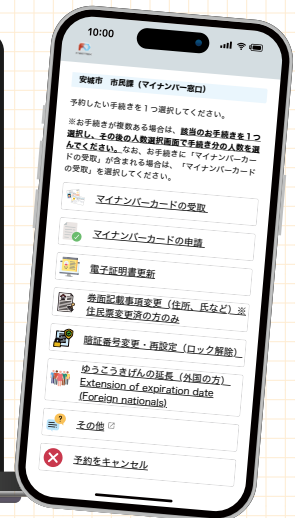 10:00
安城市 市民課（マイナンバー窓口）
予約したい手続きを１つ選択してください。
※お手続きが複数ある場合は、該当のお手続きを１つ
選択し、その後の人数選択画面で手続き分の人数を選
んでください。なお、お手続きに「マイナンバーカー
ドの受取」が含まれる場合は、「マイナンバーカード
の受取」を選択してください。
マイナンバーカードの受取
マイナンバーカードの申請
電子証明書更新
券面記載事項変更（住所、氏など）※
住民票変更済の方のみ
暗証番号変更・再設定（ロック解除）
ゆうこうきげんの延長（外国の方）
Extension of expiration date
(Foreign nationals)
その他
予約をキャンセル